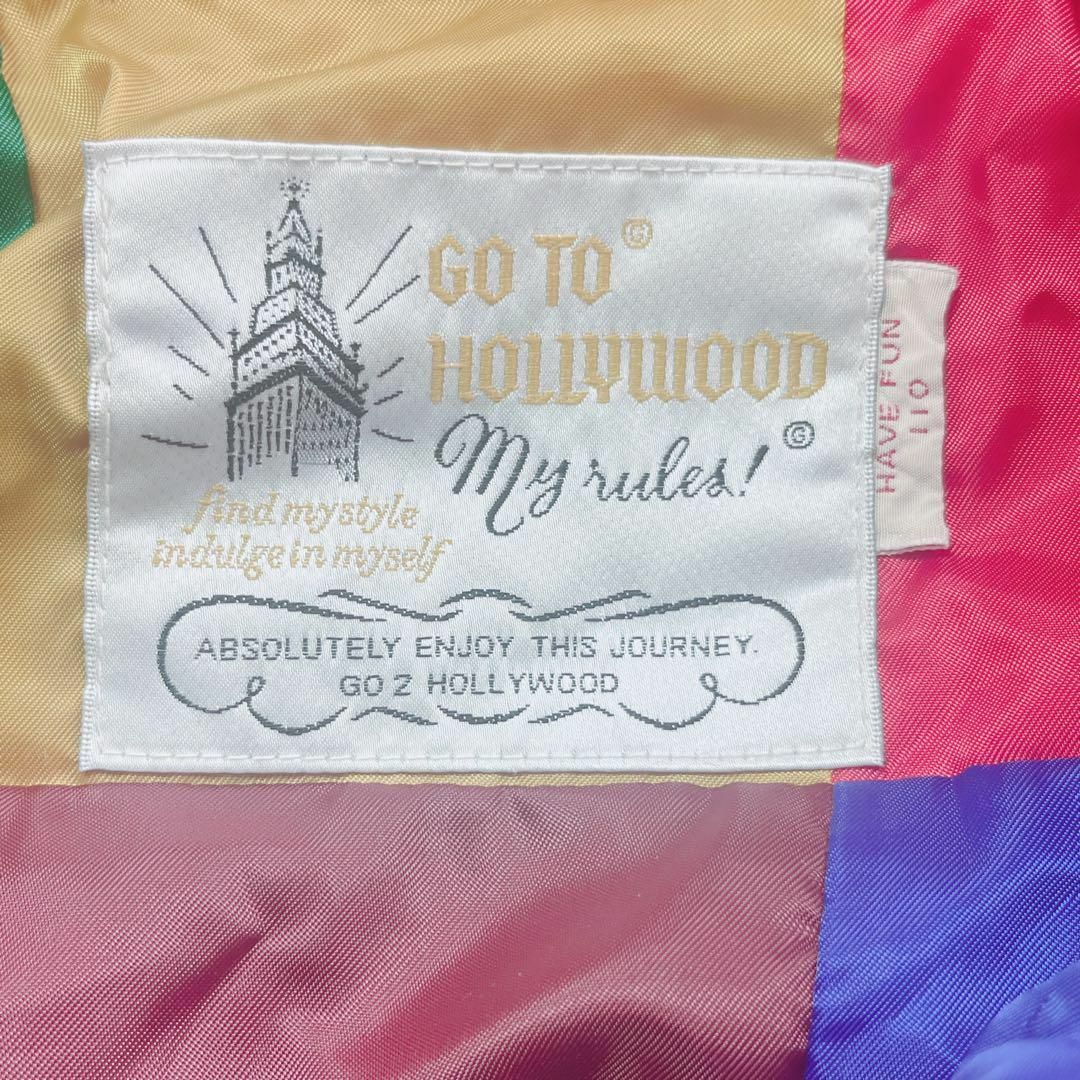 GO TO Ⓖ
HOLLYWOOD
My rules! Ⓖ
find my style
indulge in myself
ABSOLUTELY ENJOY THIS JOURNEY.
GO 2 HOLLYWOOD
HAVE FUN
110